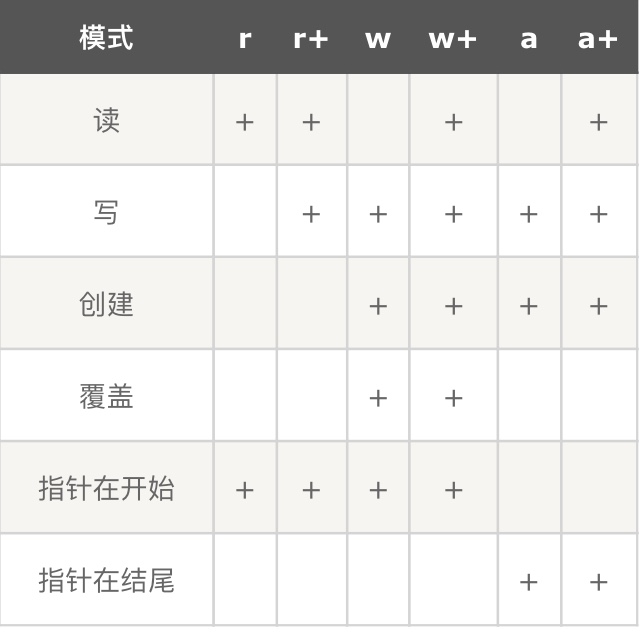 模式 r r+ w w+ a a+
读 + + + +
写 + + + + +
创建 + + + +
覆盖 + +
指针在开始 + + + +
指针在结尾 + +